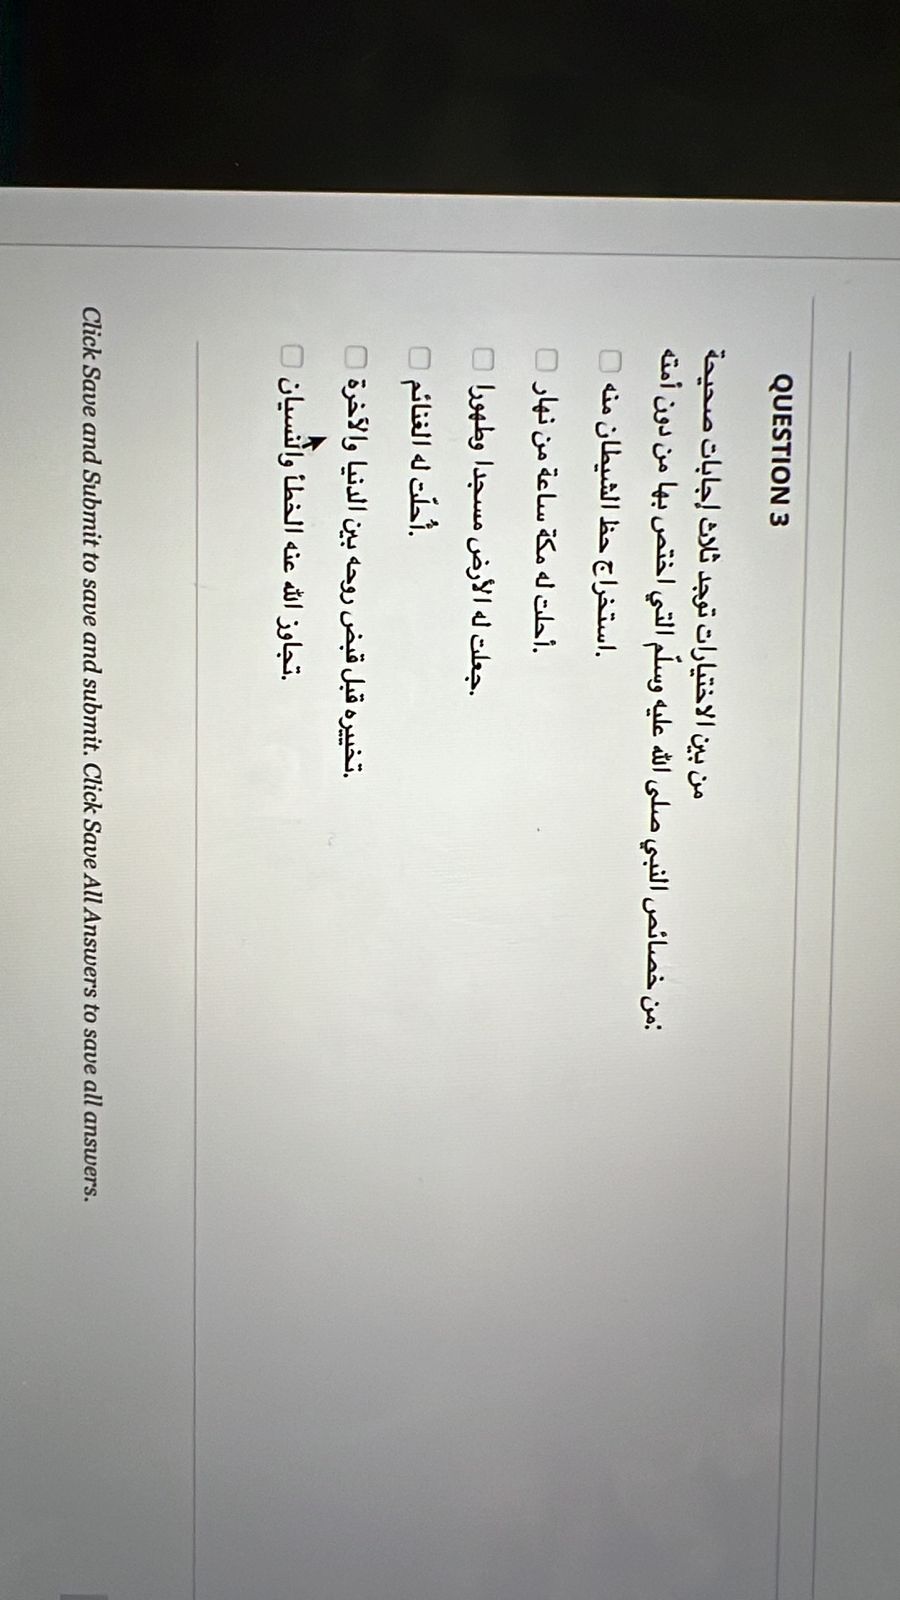 QUESTION 3
من بين الاختيارات توجد ثلاث إجابات صحيحة
من خصائص النبي صلى الله عليه وسلّم التي اختص بها من دون أمته:
استخراج حظ الشيطان منه.
أحلت له مكة ساعة من نهار.
جعلت له الأرض مسجدا وطهورا.
أُحلّت له الغنائم.
تخييره قبل قبض روحه بين الدنيا والآخرة.
تجاوز الله عنه الخطأ والنسيان.
Click Save and Submit to save and submit. Click Save All Answers to save all answers.